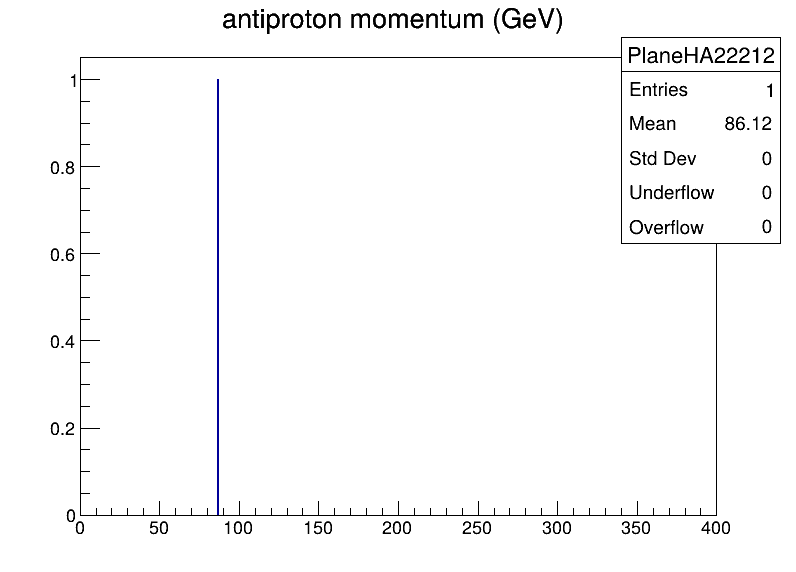 antiproton momentum (GeV)
PlaneHA22212
Entries 1
Mean 86.12
Std Dev 0
Underflow 0
Overflow 0
1
0.8
0.6
0.4
0.2
0
0 50 100 150 200 250 300 350 400